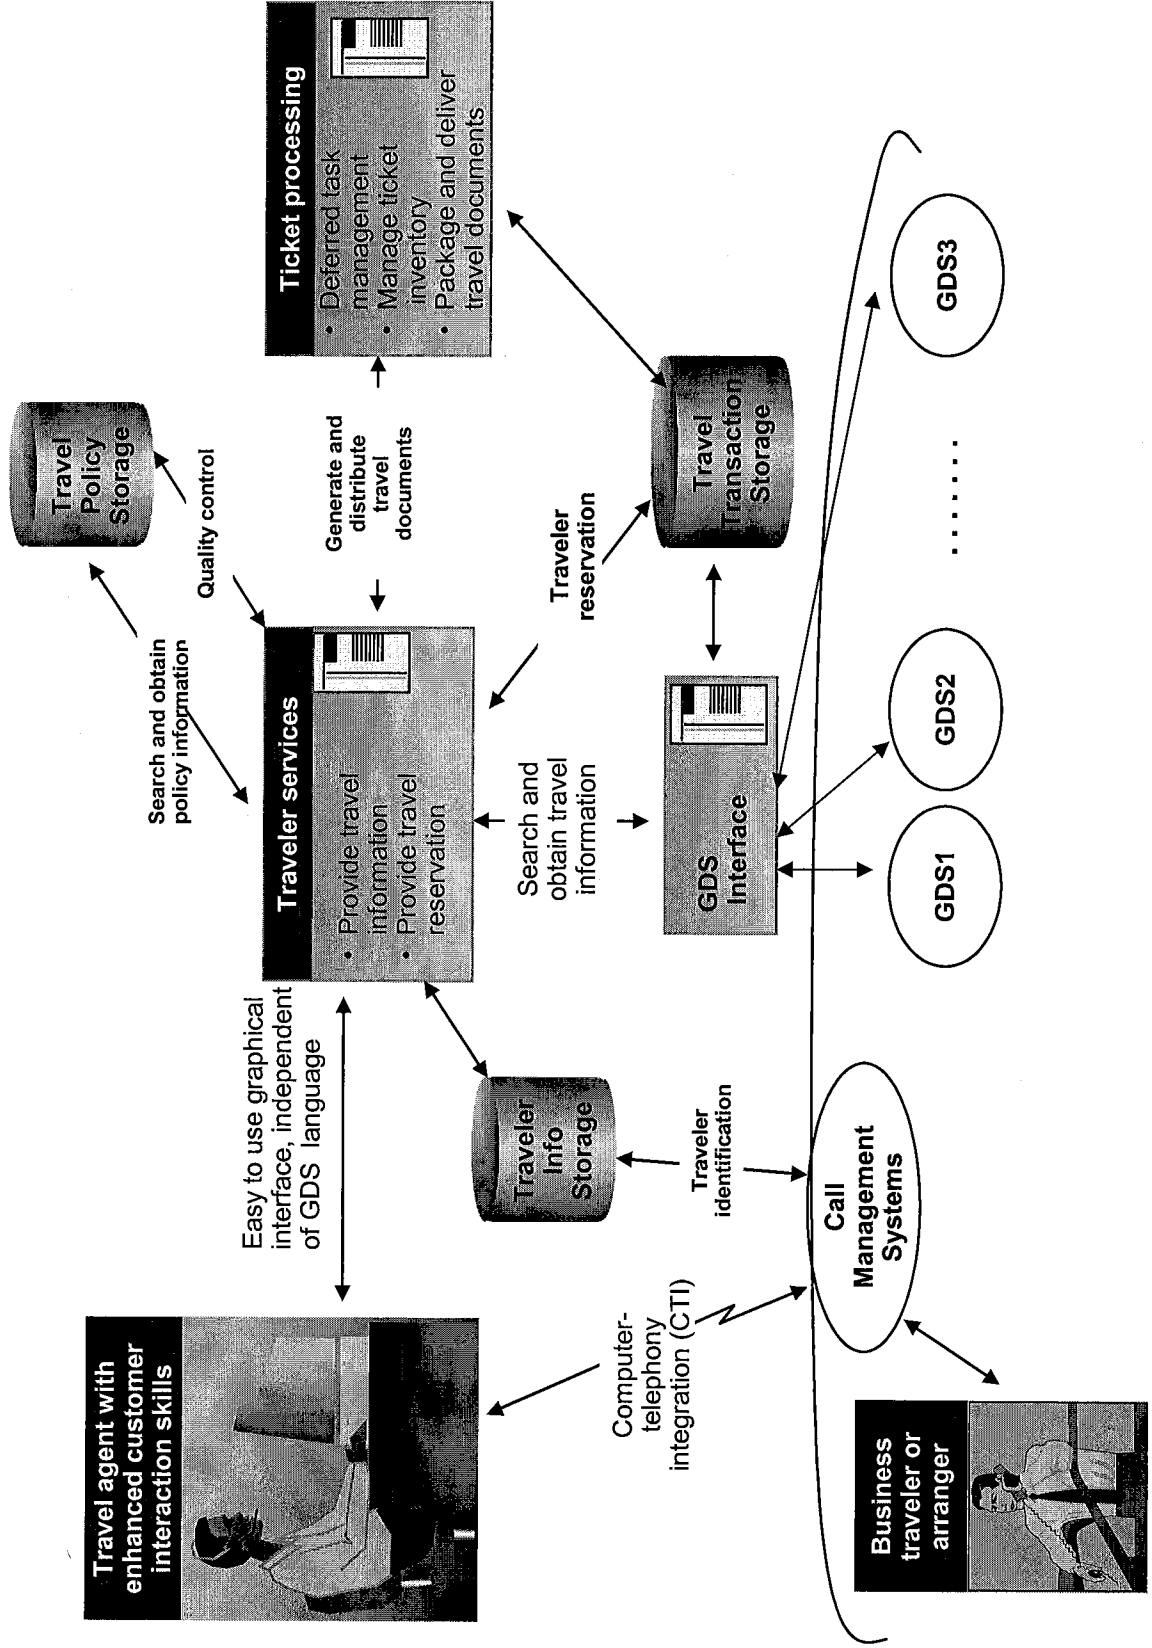 Travel agent with
enhanced customer
interaction skills
Easy to use graphical
interface, independent
of GDS language
Search and obtain
policy information
Quality control
Travel
Policy
Storage
Traveler services
• Provide travel
information
• Provide travel
reservation
Generate and
distribute
travel
documents
Ticket processing
• Deferred task
management
• Manage ticket
inventory
• Package and deliver
travel documents
Traveler
Info
Storage
Search and
obtain travel
information
Traveler
reservation
Computer-
telephony
integration (CTI)
Traveler
identification
GDS
Interface
Travel
Transaction
Storage
Call
Management
Systems
Business
traveler or
arranger
GDS1
GDS2
.......
GDS3